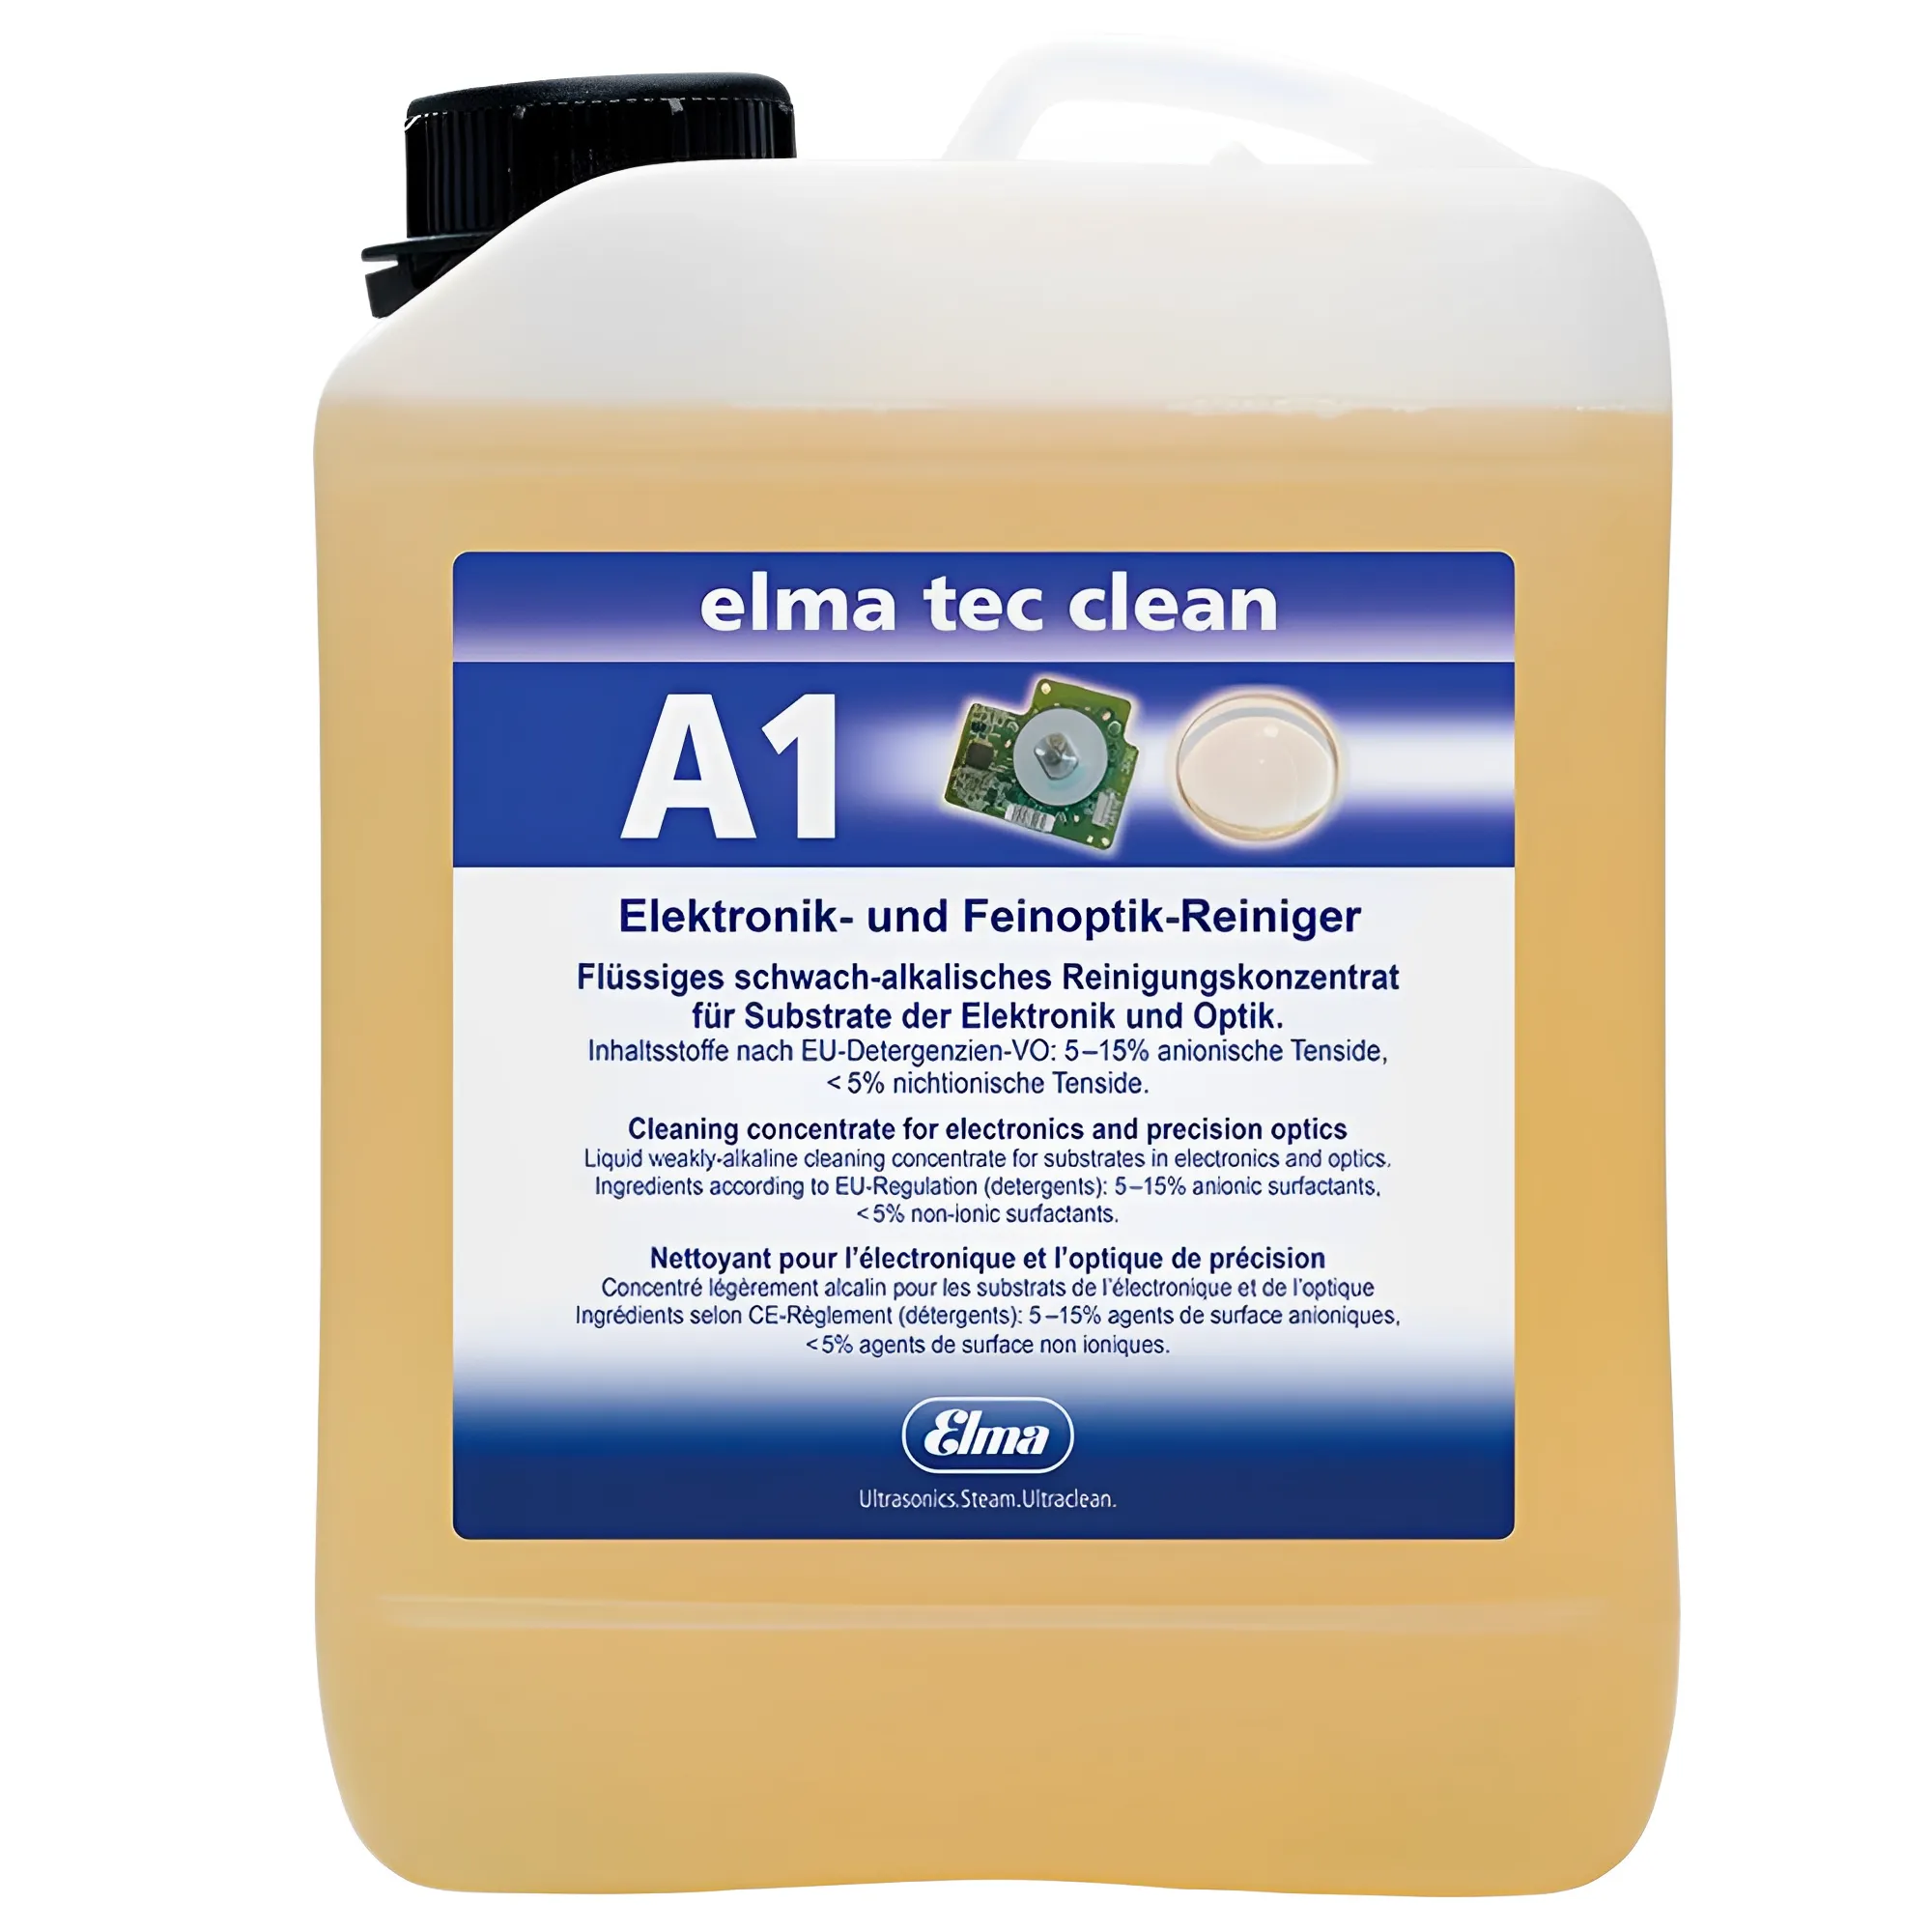 elma tec clean
A1
Elektronik- und Feinoptik-Reiniger
Flüssiges schwach-alkalisches Reinigungskonzentrat
für Substrate der Elektronik und Optik.
Inhaltsstoffe nach EU-Detergenzien-VO: 5–15% anionische Tenside,
< 5% nichtionische Tenside.
Cleaning concentrate for electronics and precision optics
Liquid weakly-alkaline cleaning concentrate for substrates in electronics and optics.
Ingredients according to EU-Regulation (detergents): 5–15% anionic surfactants,
< 5% non-ionic surfactants.
Nettoyant pour l'électronique et l'optique de précision
Concentré légèrement alcalin pour les substrats de l'électronique et de l'optique
Ingrédients selon CE-Règlement (détergents): 5–15% agents de surface anioniques,
< 5% agents de surface non ioniques.
Elma
Ultrasonics.Steam.Ultraclean.